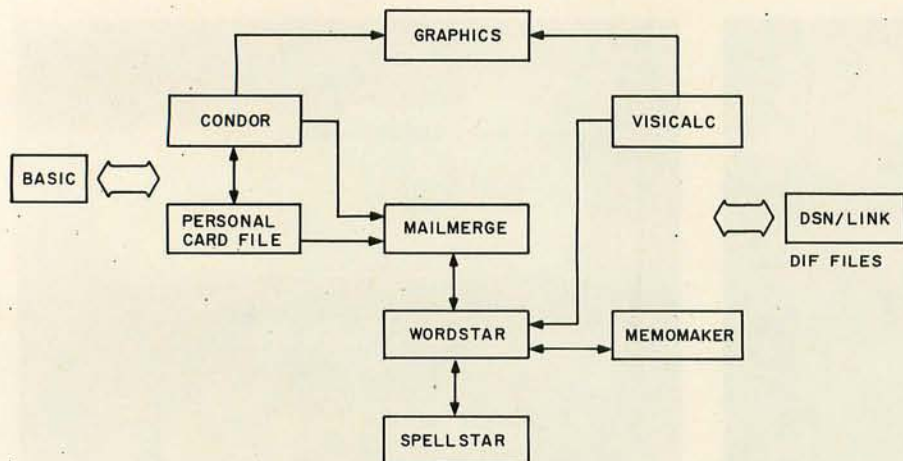 GRAPHICS
CONDOR
VISICALC
BASIC
PERSONAL
CARD FILE
MAILMERGE
DSN/LINK
DIF FILES
WORDSTAR
MEMOMAKER
SPELLSTAR